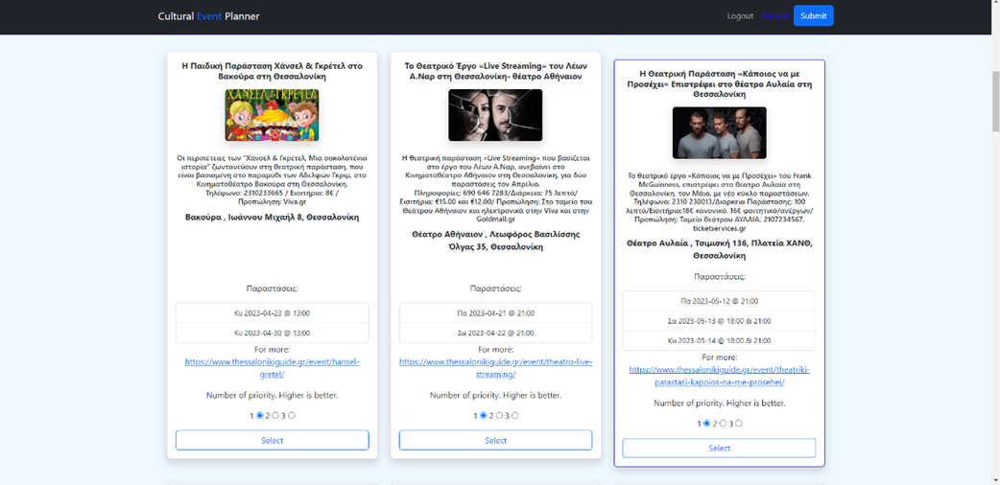 Cultural Event Planner
Logout
Submit
Η Παιδική Παράσταση Χάνσελ & Γκρέτελ στο
Βακούρα στη Θεσσαλονίκη
ΧΑΝΣΕΛ & ΓΚΡΕΤΕΛ
Οι περιπέτειες των "Χάνσελ & Γκρέτελ, Μια σοκολατένια
ιστορία" ζωντανεύουν στη θεατρική παράσταση, που
είναι βασισμένη στο παραμύθι των Αδελφών Γκριμ, στο
Κινηματοθέατρο Βακούρα στη Θεσσαλονίκη.
Τηλέφωνο: 2310233665 / Εισιτήρια: 8€ /
Προπώληση: Viva.gr
Βακούρα , Ιωάννου Μιχαήλ 8, Θεσσαλονίκη
Παραστάσεις:
Κυ 2023-04-23 @ 13:00
Κυ 2023-04-30 @ 13:00
For more:
https://www.thessalonikiguide.gr/event/hansel-
gretel/
Number of priority. Higher is better.
1 2 3
Select
Το Θεατρικό Έργο «Live Streaming» του Λέων
Α.Ναρ στη Θεσσαλονίκη- θέατρο Αθήναιον
Η θεατρική παράσταση «Live Streaming» που βασίζεται
στο έργο του Λέων Α.Ναρ, ανεβαίνει στο
Κινηματοθέατρο Αθήναιον στη Θεσσαλονίκη, για δύο
παραστάσεις τον Απρίλιο.
Πληροφορίες: 690 646 7283/Διάρκεια: 75 λεπτά/
Εισιτήρια: €15.00 και €12.00/ Προπώληση: Στο ταμείο του
Θεάτρου Αθήναιον και ηλεκτρονικά στην Viva και στην
Goldmall.gr
Θέατρο Αθήναιον , Λεωφόρος Βασιλίσσης
Όλγας 35, Θεσσαλονίκη
Παραστάσεις:
Πα 2023-04-21 @ 21:00
Σα 2023-04-22 @ 21:00
For more:
https://www.thessalonikiguide.gr/event/theatro-live-
streaming/
Number of priority. Higher is better.
1 2 3
Select
Η Θεατρική Παράσταση «Κάποιος να με
Προσέχει» Επιστρέφει στο θέατρο Αυλαία στη
Θεσσαλονίκη
Το θεατρικό έργο «Κάποιος να με Προσέχει» του Frank
McGuinness, επιστρέφει στο θέατρο Αυλαία στη
Θεσσαλονίκη, τον Μάιο, με νέο κύκλο παραστάσεων.
Τηλέφωνο: 2310 230013/Διάρκεια Παράστασης: 100
λεπτά/Εισιτήρια:18€ κανονικό, 16€ φοιτητικό/ανέργων/
Προπώληση: Ταμείο θεάτρου ΑΥΛΑΙΑ, 2107234567,
ticketservices.gr
Θέατρο Αυλαία , Τσιμισκή 136, Πλατεία ΧΑΝΘ,
Θεσσαλονίκη
Παραστάσεις:
Πα 2023-05-12 @ 21:00
Σα 2023-05-13 @ 18:00 & 21:00
Κυ 2023-05-14 @ 18:00 & 21:00
For more:
https://www.thessalonikiguide.gr/event/theatriki-
parastasi-kapoios-na-me-prosehei/
Number of priority. Higher is better.
1 2 3
Select